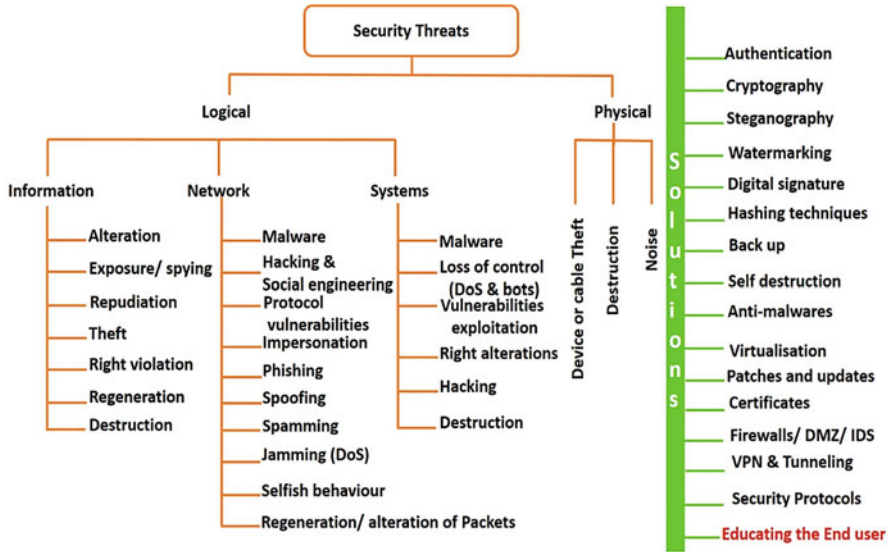 Security Threats
Logical
Physical
Information
Network
Systems
Alteration
Exposure/ spying
Repudiation
Theft
Right violation
Regeneration
Destruction
Malware
Hacking &
Social engineering
Protocol
vulnerabilities
Impersonation
Phishing
Spoofing
Spamming
Jamming (DoS)
Selfish behaviour
Regeneration/ alteration of Packets
Malware
Loss of control
(DoS & bots)
Vulnerabilities
exploitation
Right alterations
Hacking
Destruction
Device or cable Theft
Destruction
Noise
Solutions
Authentication
Cryptography
Steganography
Watermarking
Digital signature
Hashing techniques
Back up
Self destruction
Anti-malwares
Virtualisation
Patches and updates
Certificates
Firewalls/ DMZ/ IDS
VPN & Tunneling
Security Protocols
Educating the End user